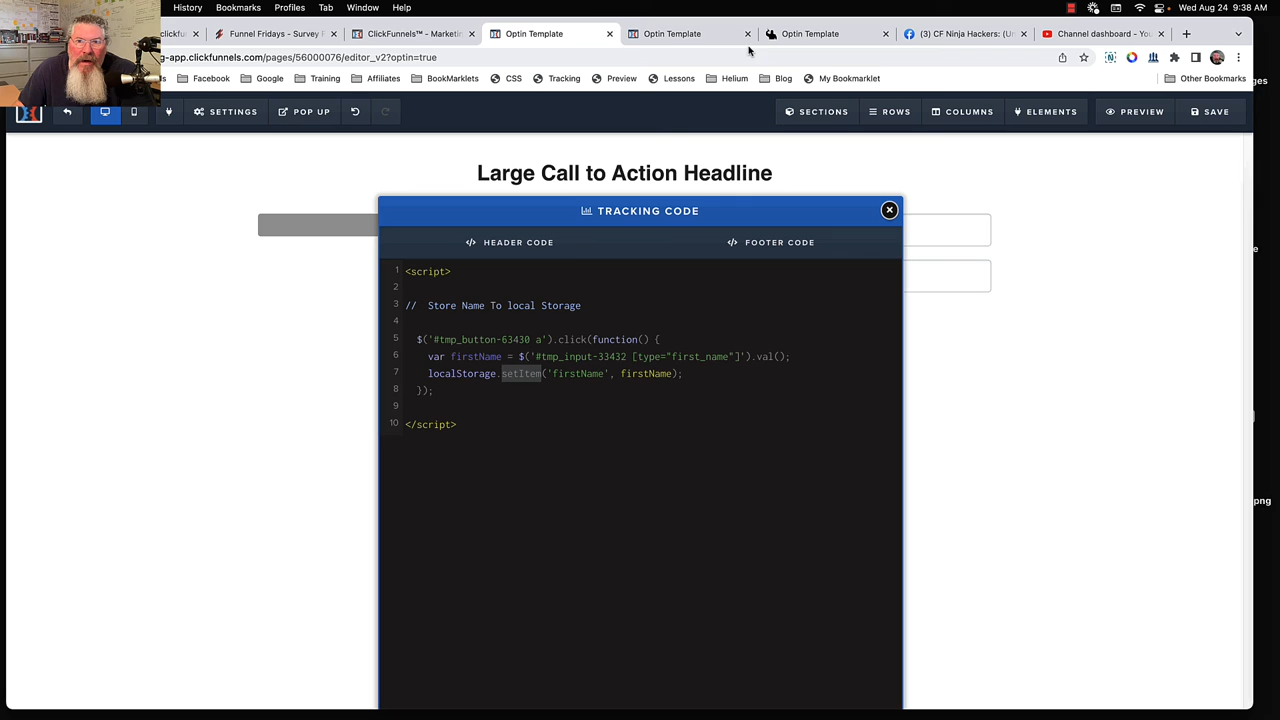 History Bookmarks Profiles Tab Window Help Wed Aug 24 9:38 AM
clickfu Funnel Fridays - Survey F ClickFunnels™ - Marketin Optin Template Optin Template Optin Template (3) CF Ninja Hackers: (Un Channel dashboard - You
g-app.clickfunnels.com/pages/56000076/editor_v2?optin=true
Facebook Google Training Affiliates BookMarklets CSS Tracking Preview Lessons Helium Blog My Bookmarklet Other Bookmarks
SETTINGS POP UP SECTIONS ROWS COLUMNS ELEMENTS PREVIEW SAVE
Large Call to Action Headline
TRACKING CODE
</> HEADER CODE </> FOOTER CODE
1 <script>
2
3 // Store Name To local Storage
4
5 $('#tmp_button-63430 a').click(function() {
6 var firstName = $('#tmp_input-33432 [type="first_name"]').val();
7 localStorage.setItem('firstName', firstName);
8 });
9
10 </script>